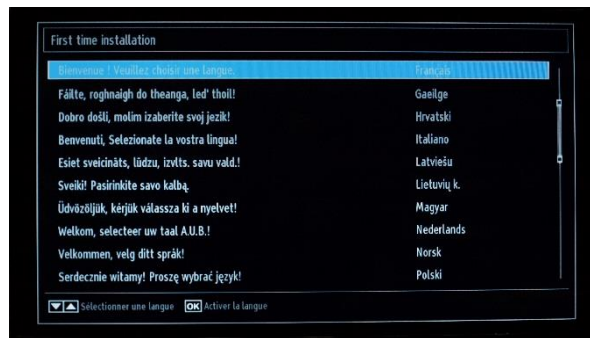 First time installation
Bienvenue ! Veuillez choisir une langue. Français
Fáilte, roghnaigh do theanga, led' thoil! Gaeilge
Dobro došli, molim izaberite svoj jezik! Hrvatski
Benvenuti, Selezionate la vostra lingua! Italiano
Esiet sveicināts, lūdzu, izvlts. savu vald.! Latviešu
Sveiki! Pasirinkite savo kalbą. Lietuvių k.
Üdvözöljük, kérjük válassza ki a nyelvet! Magyar
Welkom, selecteer uw taal A.U.B.! Nederlands
Velkommen, velg ditt språk! Norsk
Serdecznie witamy! Proszę wybrać język! Polski
Sélectionner une langue OK Activer la langue